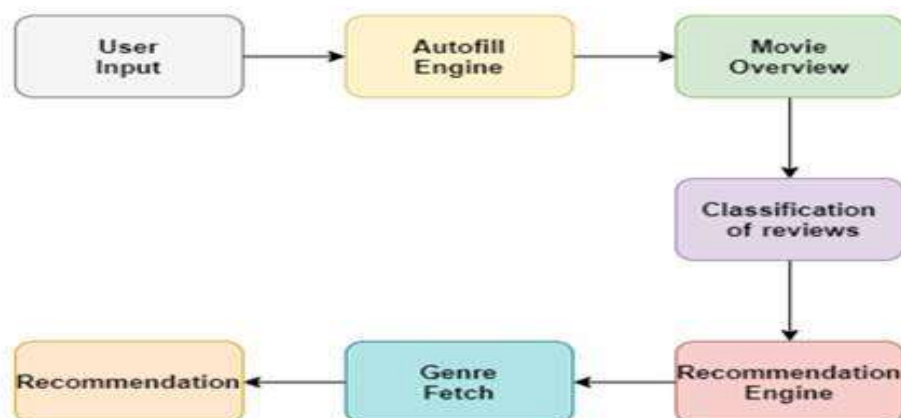 User
Input
Autofill
Engine
Movie
Overview
Classification
of reviews
Recommendation
Engine
Genre
Fetch
Recommendation